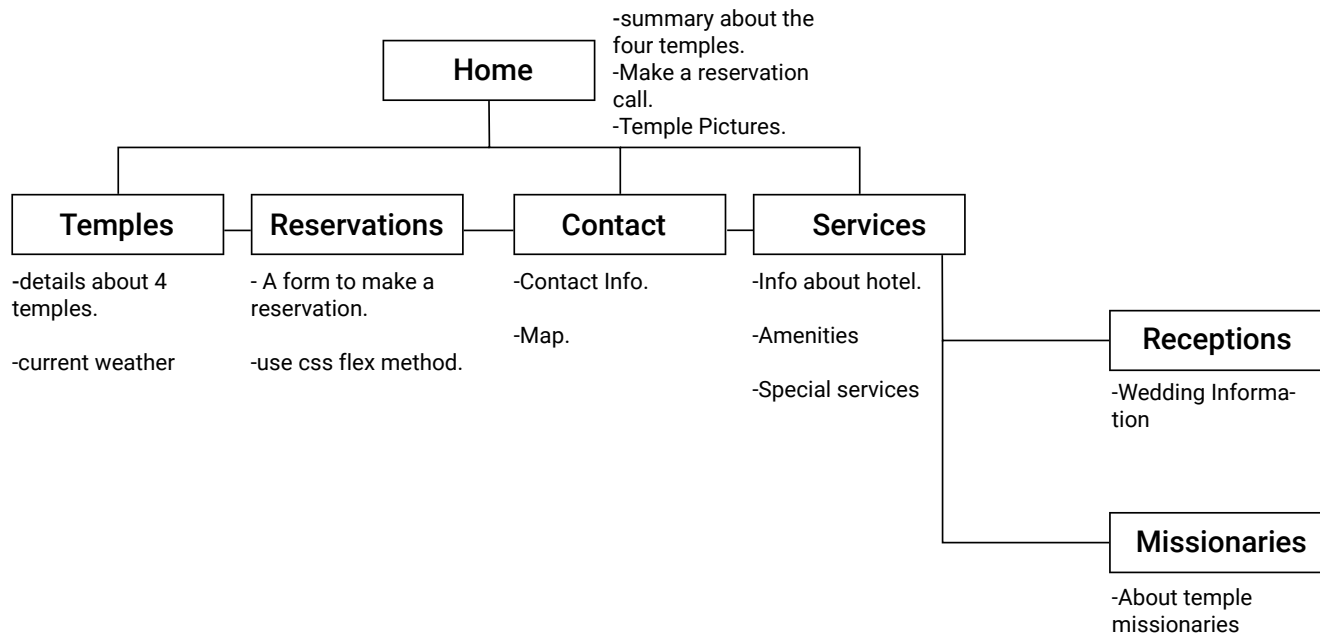 Home
-summary about the
four temples.
-Make a reservation
call.
-Temple Pictures.
Temples
-details about 4
temples.
-current weather
Reservations
- A form to make a
reservation.
-use css flex method.
Contact
-Contact Info.
-Map.
Services
-Info about hotel.
-Amenities
-Special services
Receptions
-Wedding Informa-
tion
Missionaries
-About temple
missionaries